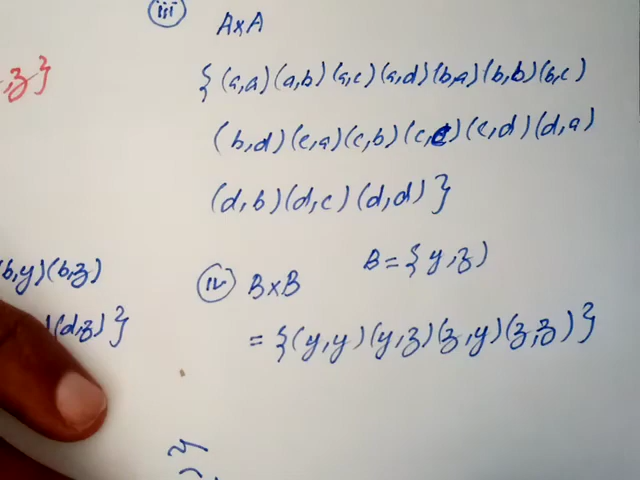 ,z}
b,y)(b,z)
(d,z)}
iii
A×A
{(a,a)(a,b)(a,c)(a,d)(b,a)(b,b)(b,c)
(b,d)(c,a)(c,b)(c,c)(c,d)(d,a)
(d,b)(d,c)(d,d)}
iv B×B B={y,z)
={(y,y)(y,z)(z,y)(z,z)}